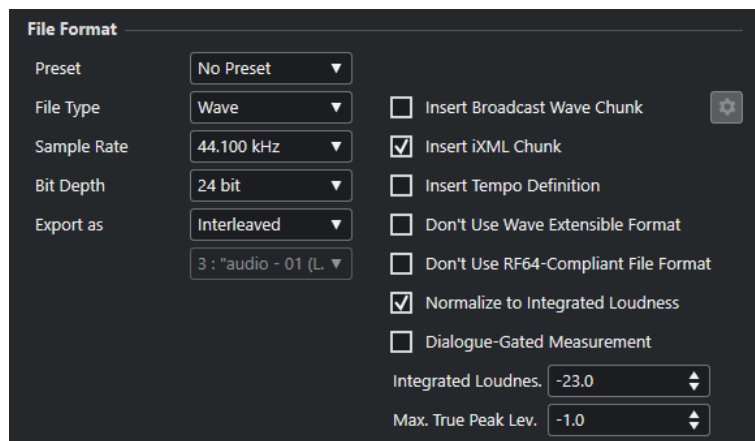 File Format
Preset No Preset
File Type Wave Insert Broadcast Wave Chunk
Sample Rate 44.100 kHz Insert iXML Chunk
Bit Depth 24 bit Insert Tempo Definition
Export as Interleaved Don't Use Wave Extensible Format
3 : "audio - 01 (L. Don't Use RF64-Compliant File Format
Normalize to Integrated Loudness
Dialogue-Gated Measurement
Integrated Loudnes. -23.0
Max. True Peak Lev. -1.0